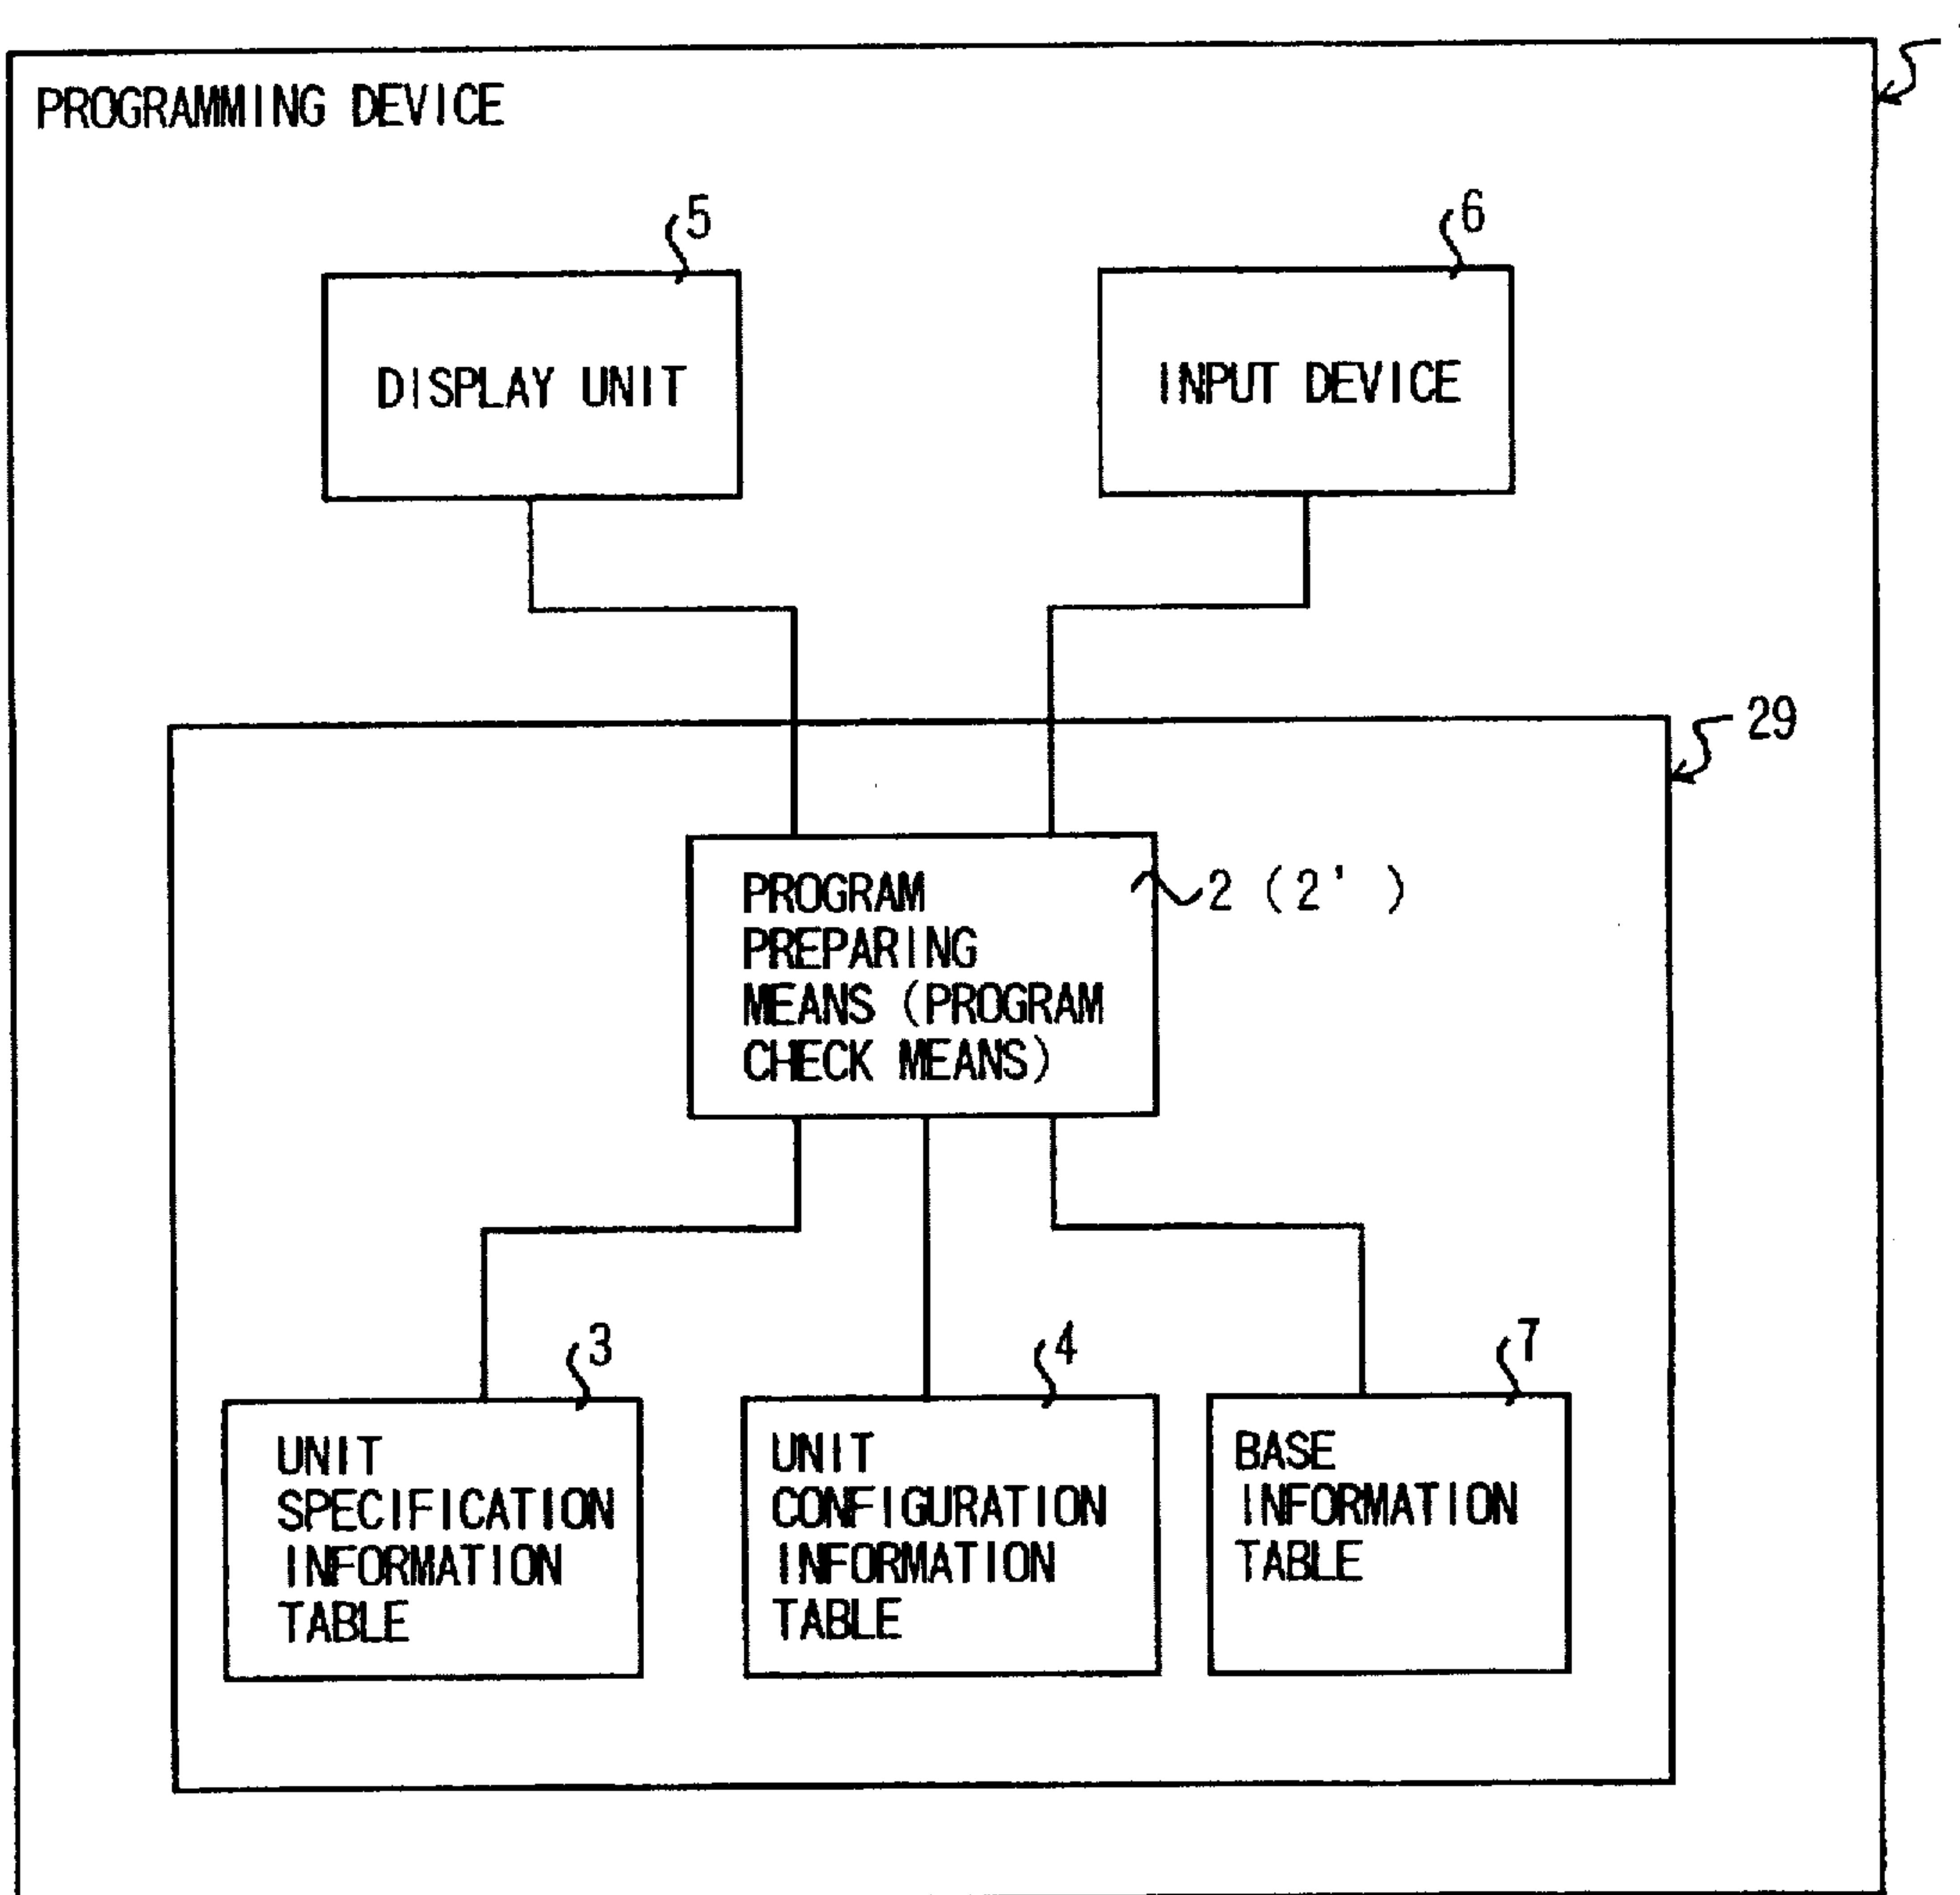 PROGRAMMING DEVICE
5
6
DISPLAY UNIT
INPUT DEVICE
29
PROGRAM
PREPARING
MEANS (PROGRAM
CHECK MEANS)
2 (2')
3
4
7
UNIT
SPECIFICATION
INFORMATION
TABLE
UNIT
CONFIGURATION
INFORMATION
TABLE
BASE
INFORMATION
TABLE